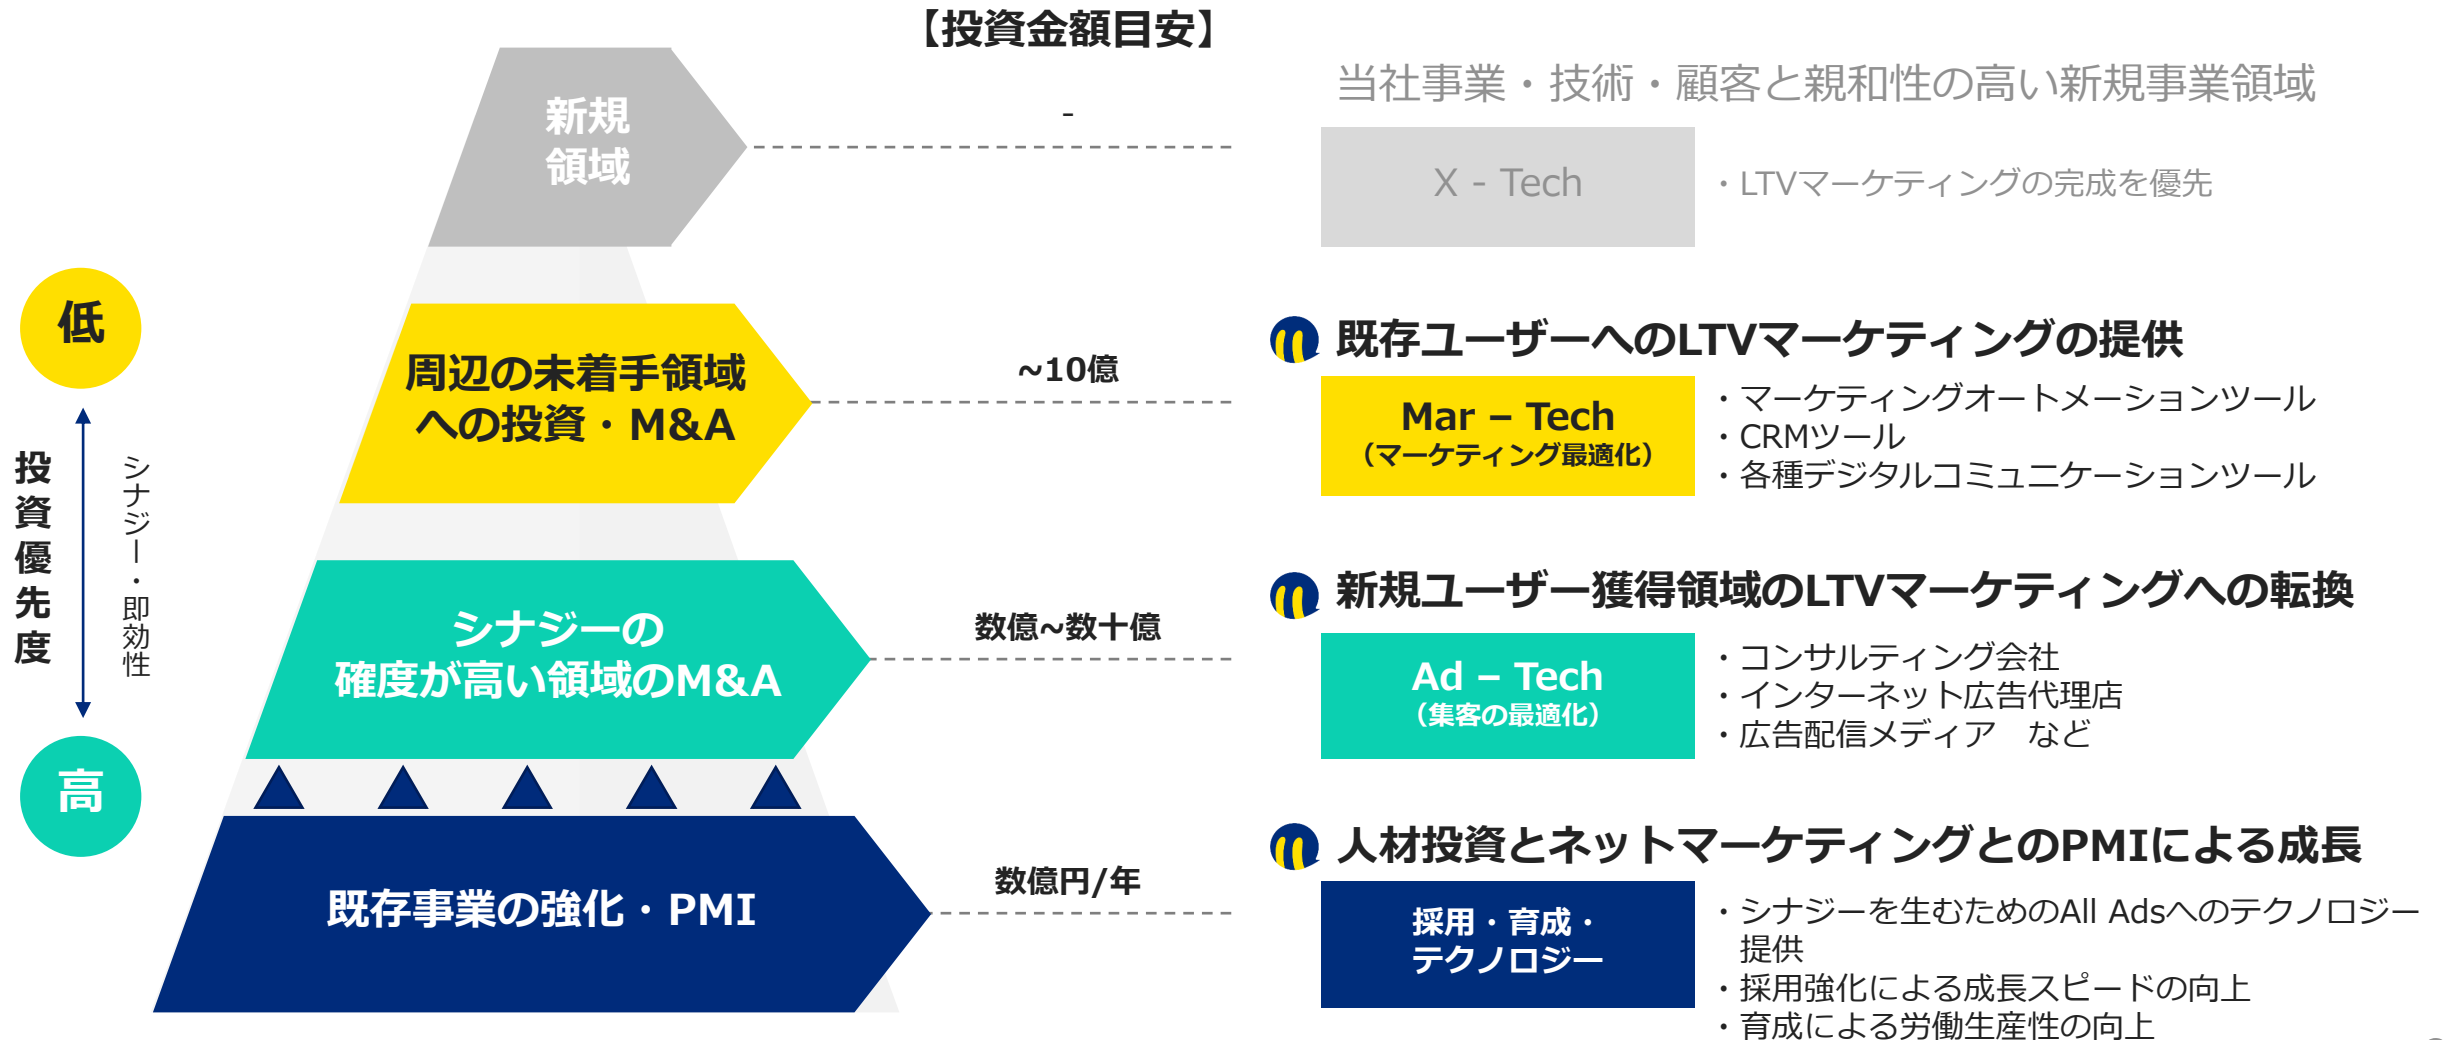 【投資金額目安】
新規
領域
-
当社事業・技術・顧客と親和性の高い新規事業領域
X - Tech
・LTVマーケティングの完成を優先
低
投資優先度
シナジー・即効性
高
周辺の未着手領域
への投資・M&A
~10億
既存ユーザーへのLTVマーケティングの提供
Mar – Tech
（マーケティング最適化）
・マーケティングオートメーションツール
・CRMツール
・各種デジタルコミュニケーションツール
シナジーの
確度が高い領域のM&A
数億~数十億
新規ユーザー獲得領域のLTVマーケティングへの転換
Ad – Tech
（集客の最適化）
・コンサルティング会社
・インターネット広告代理店
・広告配信メディア　など
既存事業の強化・PMI
数億円/年
人材投資とネットマーケティングとのPMIによる成長
採用・育成・
テクノロジー
・シナジーを生むためのAll Adsへのテクノロジー
提供
・採用強化による成長スピードの向上
・育成による労働生産性の向上